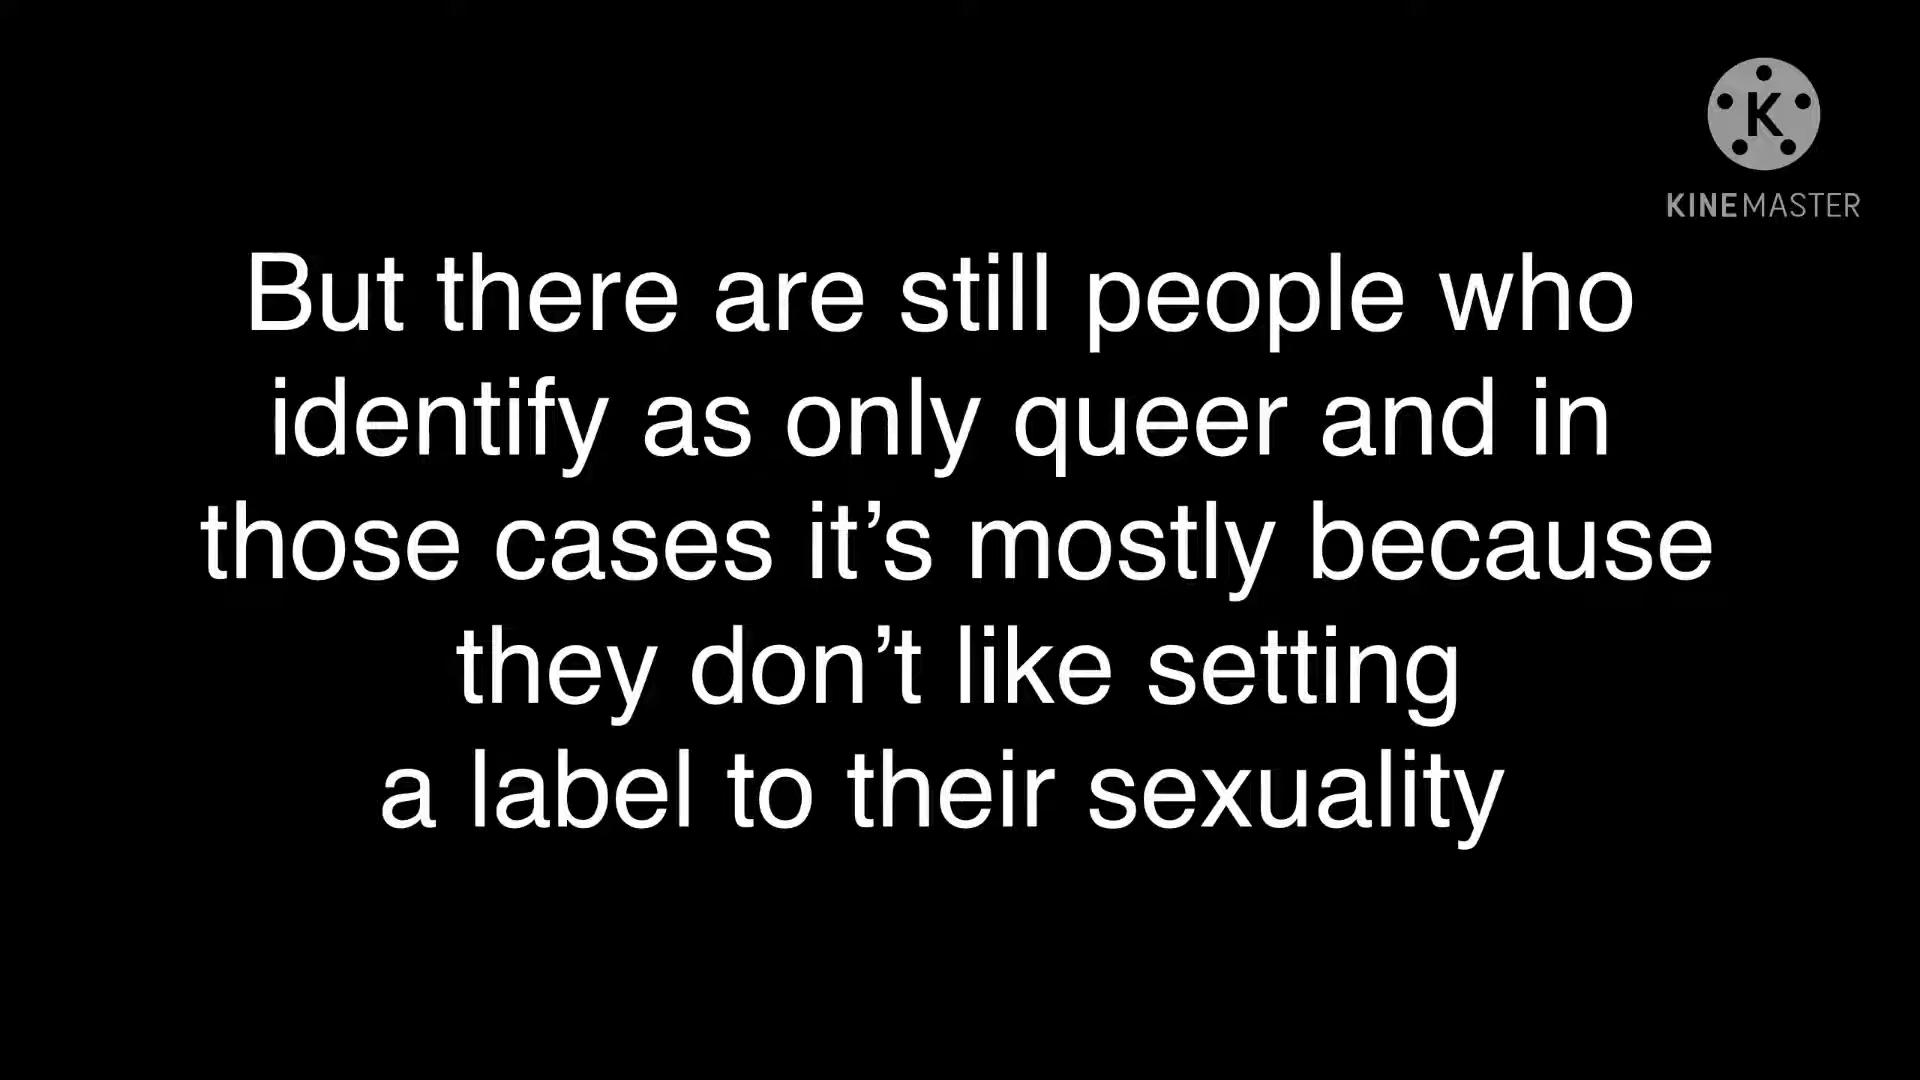 K
KINEMASTER
But there are still people who
identify as only queer and in
those cases it’s mostly because
they don’t like setting
a label to their sexuality